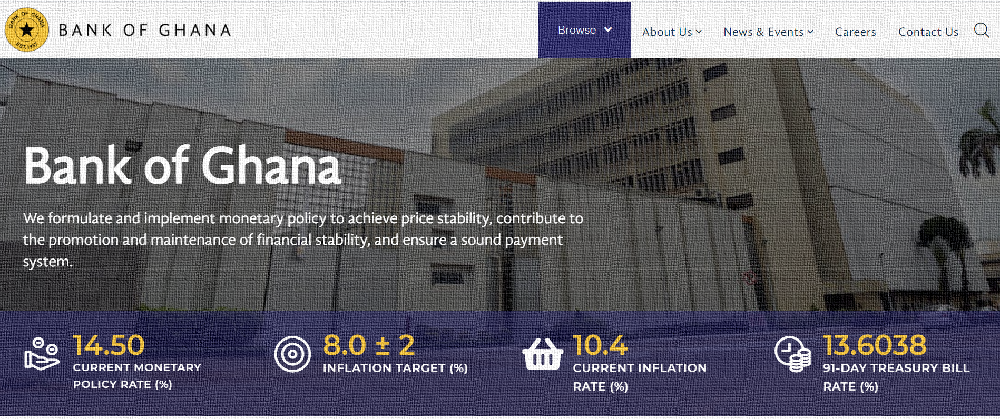 BANK OF GHANA
EST. 1957
BANK OF GHANA
Browse
About Us
News & Events
Careers
Contact Us
Bank of Ghana
We formulate and implement monetary policy to achieve price stability, contribute to
the promotion and maintenance of financial stability, and ensure a sound payment
system.
GHANA
14.50
CURRENT MONETARY
POLICY RATE (%)
8.0 ± 2
INFLATION TARGET (%)
10.4
CURRENT INFLATION
RATE (%)
13.6038
91-DAY TREASURY BILL
RATE (%)